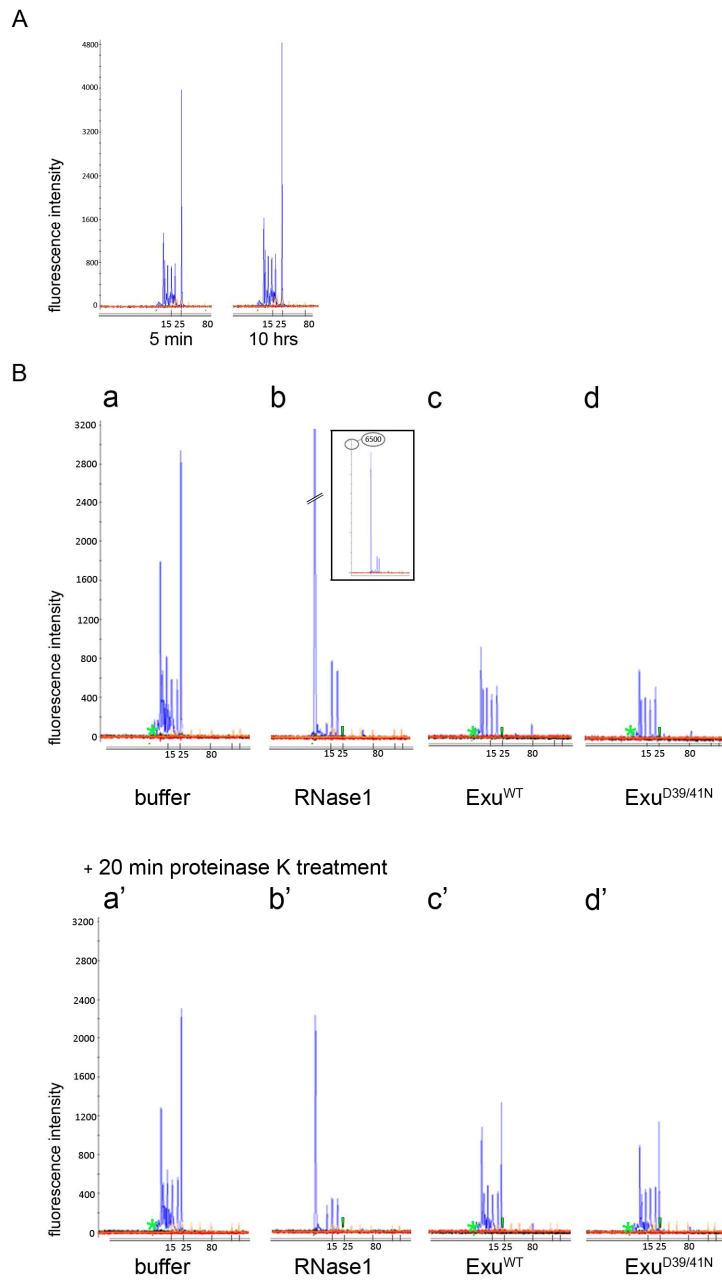 A
fluorescence intensity
4800
4000
3200
2400
1600
800
0
15 25 80
15 25 80
5 min
10 hrs
B
a
b
c
d
fluorescence intensity
3200
2800
2400
2000
1600
1200
800
400
0
6500
15 25 80
15 25 80
15 25 80
15 25 80
buffer
RNase1
Exu^WT
Exu^D39/41N
+ 20 min proteinase K treatment
a’
b’
c’
d’
fluorescence intensity
3200
2800
2400
2000
1600
1200
800
400
0
15 25 80
15 25 80
15 25 80
15 25 80
buffer
RNase1
Exu^WT
Exu^D39/41N